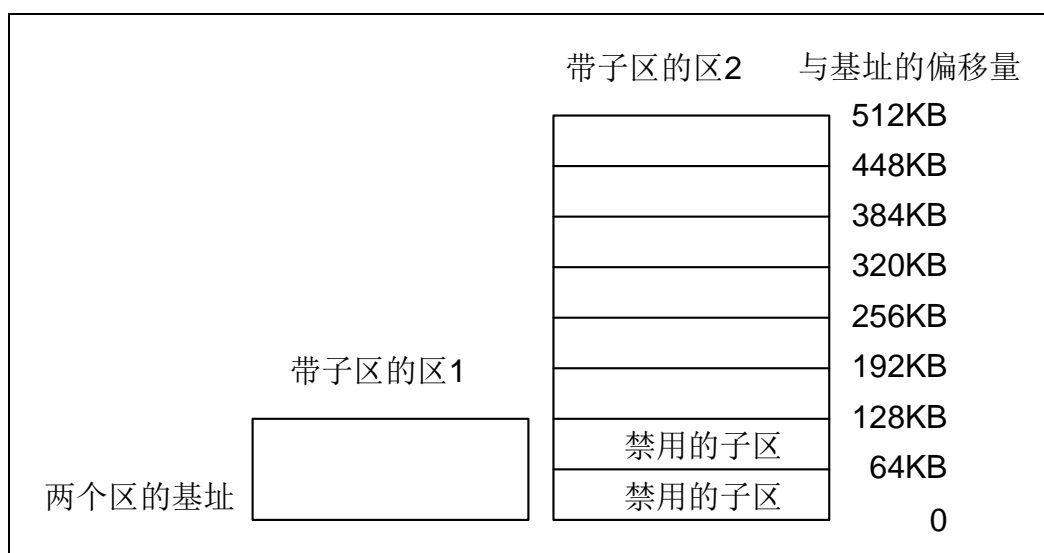 带子区的区2 与基址的偏移量
512KB
448KB
384KB
320KB
256KB
带子区的区1 192KB
128KB
禁用的子区
64KB
两个区的基址 禁用的子区
0